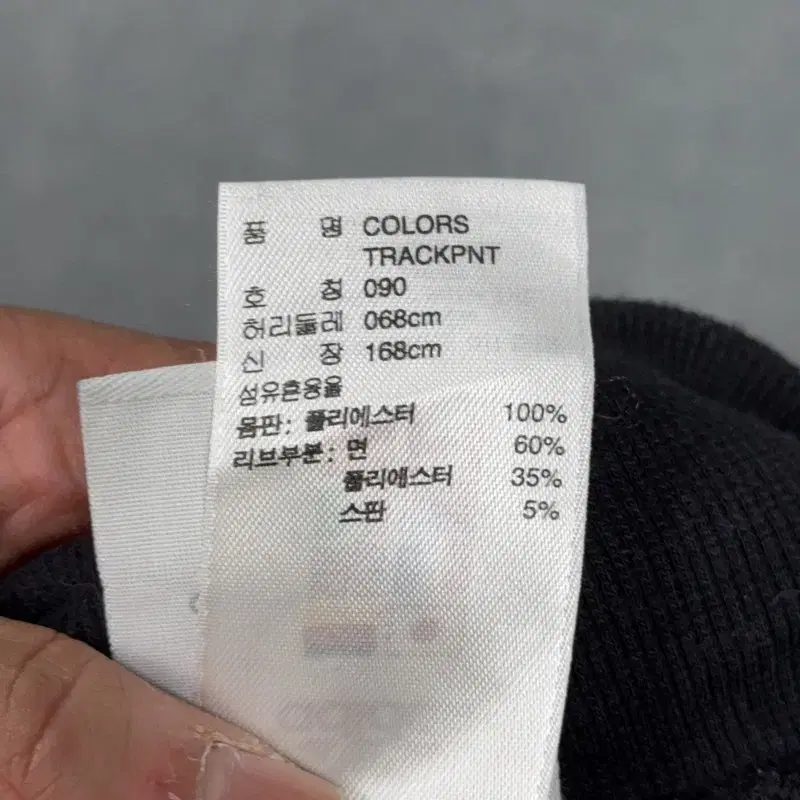 품 명 COLORS
TRACKPNT
호 칭 090
허리둘레 068cm
신 장 168cm
섬유혼용율
몸판: 폴리에스터 100%
리브부분: 면 60%
폴리에스터 35%
스판 5%